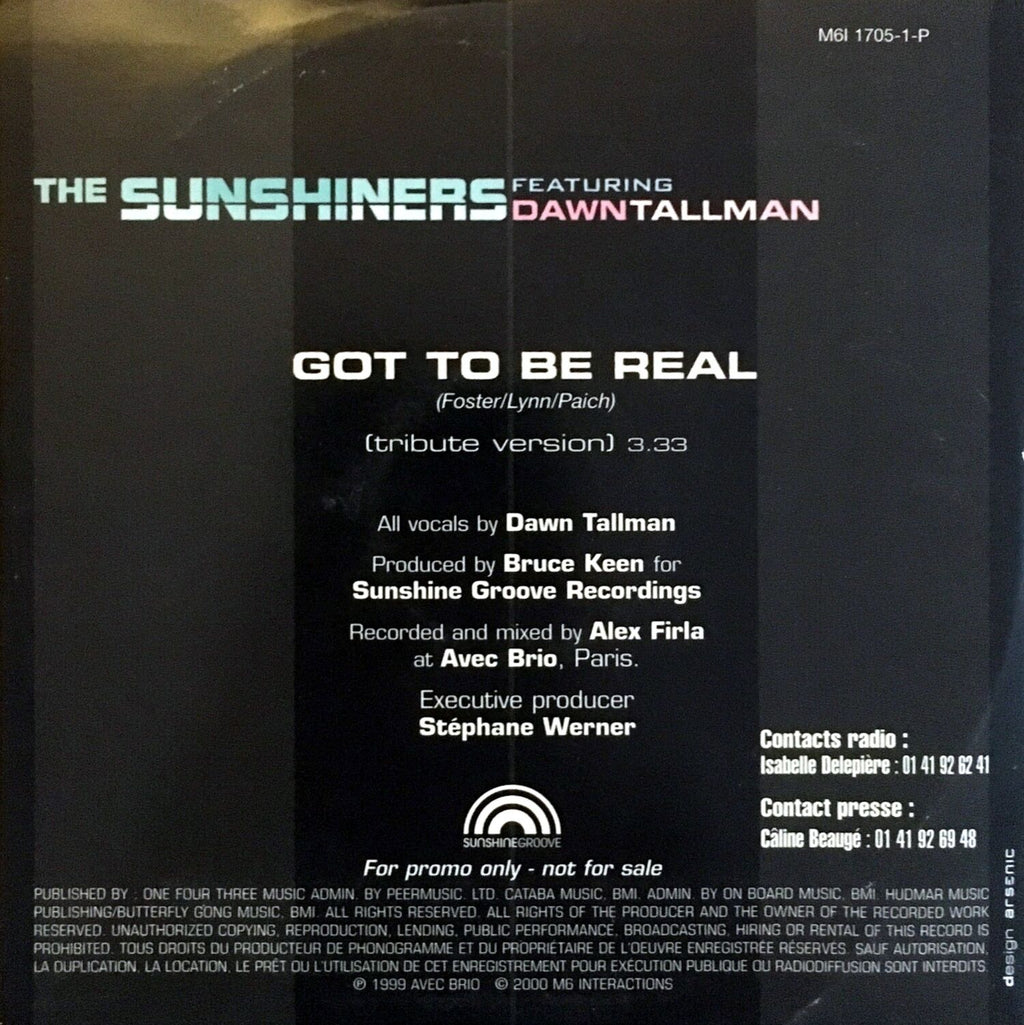 M6I 1705-1-P
THE SUNSHINERS FEATURING
DAWNTALLMAN
GOT TO BE REAL
(Foster/Lynn/Paich)
(tribute version) 3.33
All vocals by Dawn Tallman
Produced by Bruce Keen for
Sunshine Groove Recordings
Recorded and mixed by Alex Firla
at Avec Brio, Paris.
Executive producer
Stéphane Werner
Contacts radio :
Isabelle Delepière : 01 41 92 62 41
Contact presse :
Câline Beaugé : 01 41 92 69 48
SUNSHINEGROOVE
For promo only - not for sale
PUBLISHED BY : ONE FOUR THREE MUSIC ADMIN. BY PEERMUSIC. LTD. CATABA MUSIC, BMI. ADMIN. BY ON BOARD MUSIC, BMI. HUDMAR MUSIC
PUBLISHING/BUTTERFLY GONG MUSIC, BMI. ALL RIGHTS RESERVED. ALL RIGHTS OF THE PRODUCER AND THE OWNER OF THE RECORDED WORK
RESERVED. UNAUTHORIZED COPYING, REPRODUCTION, LENDING, PUBLIC PERFORMANCE, BROADCASTING, HIRING OR RENTAL OF THIS RECORD IS
PROHIBITED. TOUS DROITS DU PRODUCTEUR DE PHONOGRAMME ET DU PROPRIÉTAIRE DE L'OEUVRE ENREGISTRÉE RÉSERVÉS. SAUF AUTORISATION,
LA DUPLICATION, LA LOCATION, LE PRÊT OU L'UTILISATION DE CET ENREGISTREMENT POUR EXÉCUTION PUBLIQUE OU RADIODIFFUSION SONT INTERDITS.
℗ 1999 AVEC BRIO © 2000 M6 INTERACTIONS
design arsenic